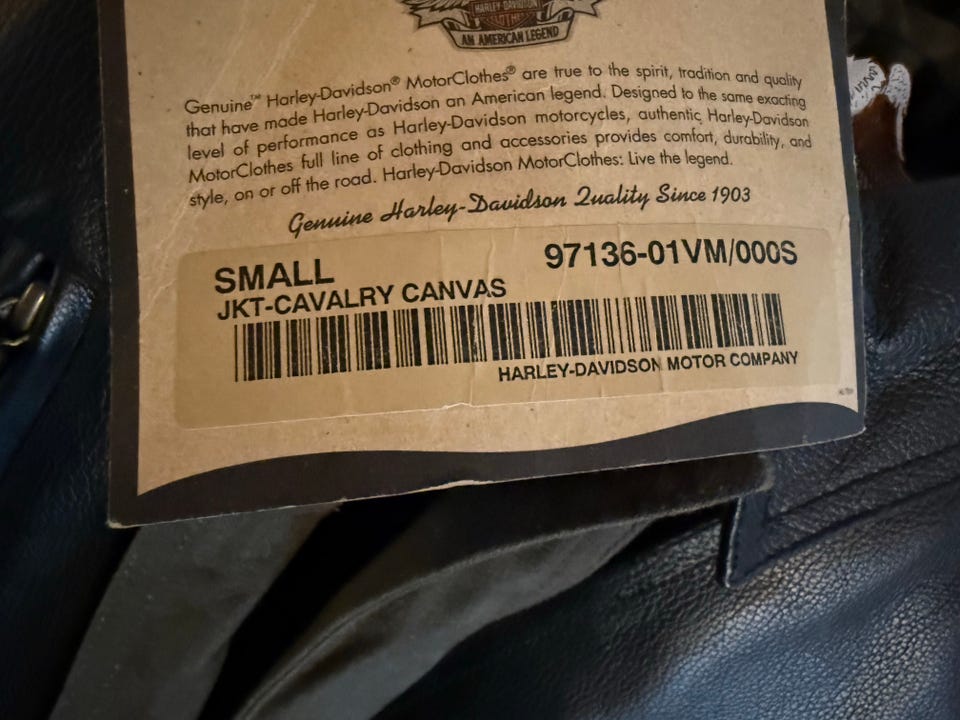 HARLEY-DAVIDSON
AN AMERICAN LEGEND
Genuine™ Harley-Davidson® MotorClothes® are true to the spirit, tradition and quality
that have made Harley-Davidson an American legend. Designed to the same exacting
level of performance as Harley-Davidson motorcycles, authentic Harley-Davidson
MotorClothes full line of clothing and accessories provides comfort, durability, and
style, on or off the road. Harley-Davidson MotorClothes: Live the legend.
Genuine Harley-Davidson Quality Since 1903
SMALL 97136-01VM/000S
JKT-CAVALRY CANVAS
HARLEY-DAVIDSON MOTOR COMPANY